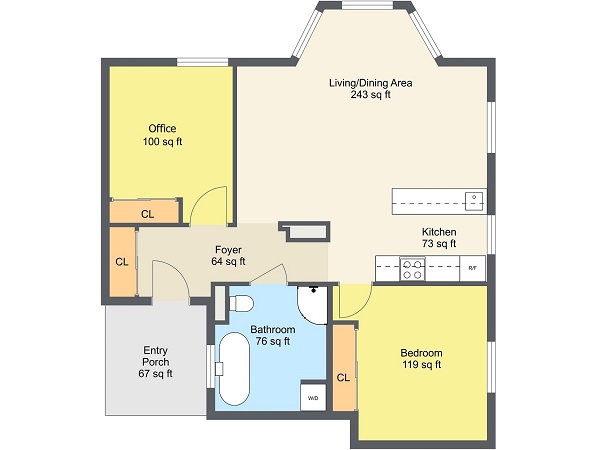 Living/Dining Area
243 sq ft
Office
100 sq ft
CL
Kitchen
73 sq ft
Foyer
64 sq ft
CL
R/F
Bathroom
76 sq ft
Entry
Porch
67 sq ft
Bedroom
119 sq ft
CL
W/D